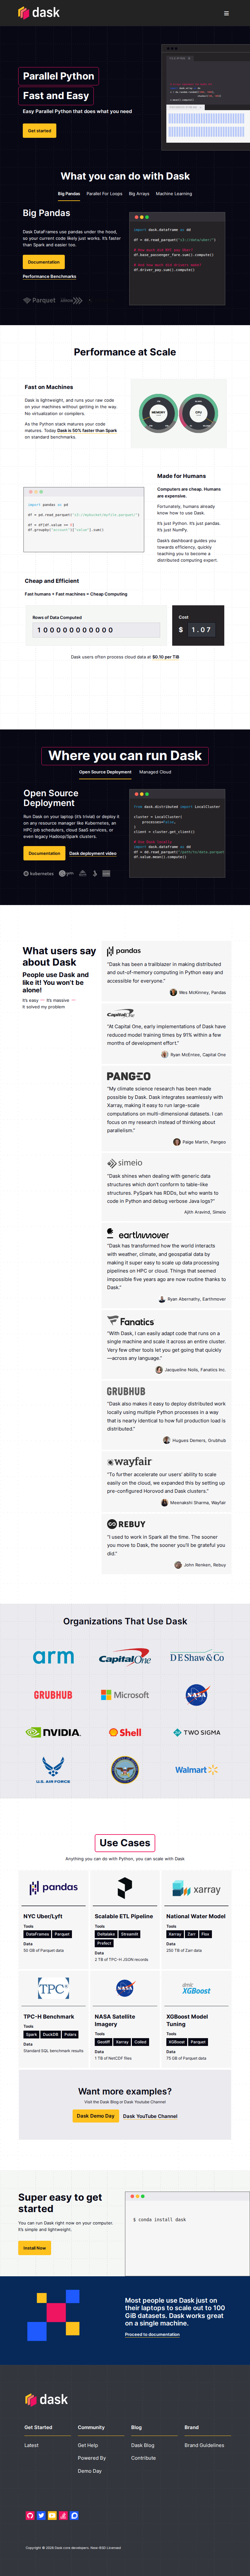 dask
Parallel Python
Fast and Easy
Easy Parallel Python that does what you need
Get started
What you can do with Dask
Big Pandas
Parallel For Loops
Big Arrays
Machine Learning
Big Pandas
Dask DataFrames use pandas under the hood,
so your current code likely just works. It's faster
than Spark and easier too.
Documentation
Performance Benchmarks
Parquet
import dask.dataframe as dd
Performance at Scale
Fast on Machines
Dask is lightweight, and runs your raw code
on your machines without getting in the way.
No virtualization or compilers.
As the Python stack matures your code
matures. Today Dask is 50% faster than Spark
on standard benchmarks.
MEMORY
CPU
Made for Humans
Computers are cheap. Humans
are expensive.
Fortunately, humans already
know how to use Dask.
It's just Python. It's just pandas.
It's just NumPy.
Dask's dashboard guides you
towards efficiency, quickly
teaching you to become a
distributed computing expert.
import pandas as pd
Cheap and Efficient
Fast humans + Fast machines = Cheap Computing
Rows of Data Computed
1000000000000
Cost
$ 1.07
Dask users often process cloud data at $0.10 per TiB
Where you can run Dask
Open Source Deployment
Managed Cloud
Open Source
Deployment
Run Dask on your laptop (it's trivial) or deploy it
on any resource manager like Kubernetes, an
HPC job schedulers, cloud SaaS services, or
even legacy Hadoop/Spark clusters.
Documentation
Dask deployment video
kubernetes
from dask.distributed import LocalCluster
cluster = LocalCluster(
processes=False,
)
client = cluster.get_client()
What users say
about Dask
People use Dask and
like it! You won't be
alone!
It's easy
It's massive
It solved my problem
pandas
"Dask has been a trailblazer in making distributed
and out-of-memory computing in Python easy and
accessible for everyone."
Wes McKinney, Pandas
Capital One
"At Capital One, early implementations of Dask have
reduced model training times by 91% within a few
months of development effort."
Ryan McEntee, Capital One
PANGEO
"My climate science research has been made
possible by Dask. Dask integrates seamlessly with
Xarray, making it easy to run large-scale
computations on multi-dimensional datasets. I can
focus on my research instead of thinking about
parallelism."
Paige Martin, Pangeo
simeio
"Dask shines when dealing with generic data
structures which don't conform to table-like
structures. PySpark has RDDs, but who wants to
code in Python and debug verbose Java logs?"
Ajith Aravind, Simeio
earthmover
"Dask has transformed how the world interacts
with weather, climate, and geospatial data by
making it super easy to scale up data processing
pipelines on HPC or cloud. Things that seemed
impossible five years ago are now routine thanks to
Dask."
Ryan Abernathy, Earthmover
Fanatics
"With Dask, I can easily adapt code that runs on a
single machine and scale it across an entire cluster.
Very few other tools let you get going that quickly
—across any language."
Jacqueline Nolis, Fanatics Inc.
GRUBHUB
"Dask also makes it easy to deploy distributed work
locally using multiple Python processes in a way
that is nearly identical to how full production load is
distributed."
Hugues Demers, Grubhub
wayfair
"To further accelerate our users' ability to scale
easily on the cloud, we expanded this by setting up
pre-configured Horovod and Dask clusters."
Meenakshi Sharma, Wayfair
REBUY
"I used to work in Spark all the time. The sooner
you move to Dask, the sooner you'll be grateful you
did."
John Renken, Rebuy
Organizations That Use Dask
arm
Capital One
DE Shaw & Co
GRUBHUB
Microsoft
NASA
NVIDIA.
Shell
TWO SIGMA
U.S. AIR FORCE
Walmart
Use Cases
Anything you can do with Python, you can scale with Dask
pandas
NYC Uber/Lyft
Tools
DataFrames
Parquet
Data
50 GB of Parquet data
Scalable ETL Pipeline
Tools
Deltalake
Streamlit
Prefect
Data
2 TB of TPC-H JSON records
xarray
National Water Model
Tools
Xarray
Zarr
Flox
Data
250 TB of Zarr data
TPC
TPC-H Benchmark
Tools
Spark
DuckDB
Polars
Data
Standard SQL benchmark results
NASA
NASA Satellite
Imagery
Tools
Geotiff
Xarray
Coiled
Data
1 TB of NetCDF files
dmlc
XGBoost
XGBoost Model
Tuning
Tools
XGBoost
Parquet
Data
75 GB of Parquet data
Want more examples?
Visit the Dask Blog or Dask Youtube Channel
Dask Demo Day
Dask YouTube Channel
Super easy to get
started
You can run Dask right now on your computer.
It's simple and lightweight.
Install Now
$ conda install dask
Most people use Dask just on
their laptops to scale out to 100
GiB datasets. Dask works great
on a single machine.
Proceed to documentation
dask
Get Started
Latest
Community
Get Help
Powered By
Demo Day
Blog
Dask Blog
Contribute
Brand
Brand Guidelines
Copyright © 2026 Dask core developers. New BSD Licensed